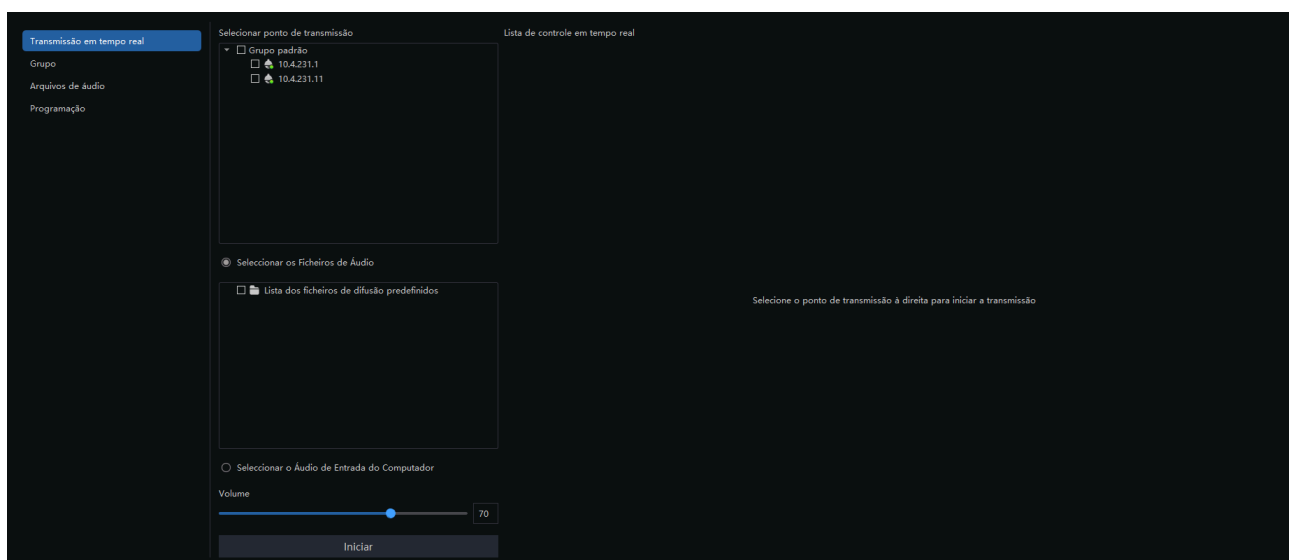 Transmissão em tempo real
Grupo
Arquivos de áudio
Programação
Selecionar ponto de transmissão
Grupo padrão
10.4.231.1
10.4.231.11
Seleccionar os Ficheiros de Áudio
Lista dos ficheiros de difusão predefinidos
Seleccionar o Áudio de Entrada do Computador
Volume
70
Iniciar
Lista de controle em tempo real
Selecione o ponto de transmissão à direita para iniciar a transmissão